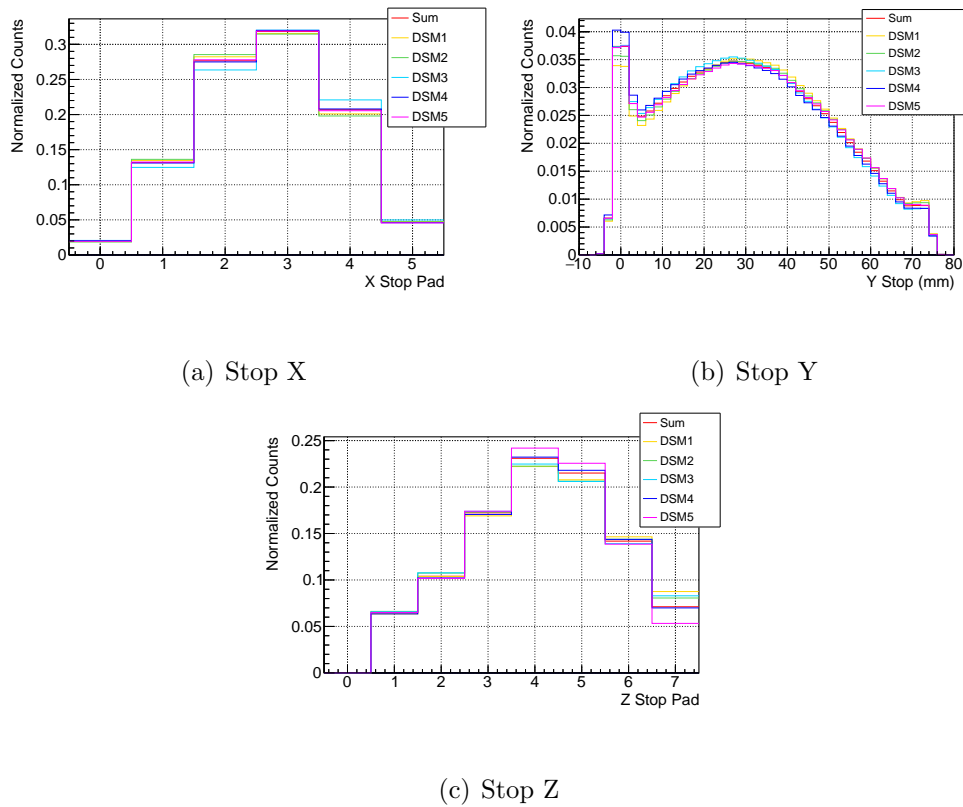 Normalized Counts
0.3
0.25
0.2
0.15
0.1
0.05
0
0 1 2 3 4 5
X Stop Pad
Sum
DSM1
DSM2
DSM3
DSM4
DSM5
(a) Stop X
Normalized Counts
0.04
0.035
0.03
0.025
0.02
0.015
0.01
0.005
0
−10 0 10 20 30 40 50 60 70 80
Y Stop (mm)
Sum
DSM1
DSM2
DSM3
DSM4
DSM5
(b) Stop Y
Normalized Counts
0.25
0.2
0.15
0.1
0.05
0
0 1 2 3 4 5 6 7
Z Stop Pad
Sum
DSM1
DSM2
DSM3
DSM4
DSM5
(c) Stop Z